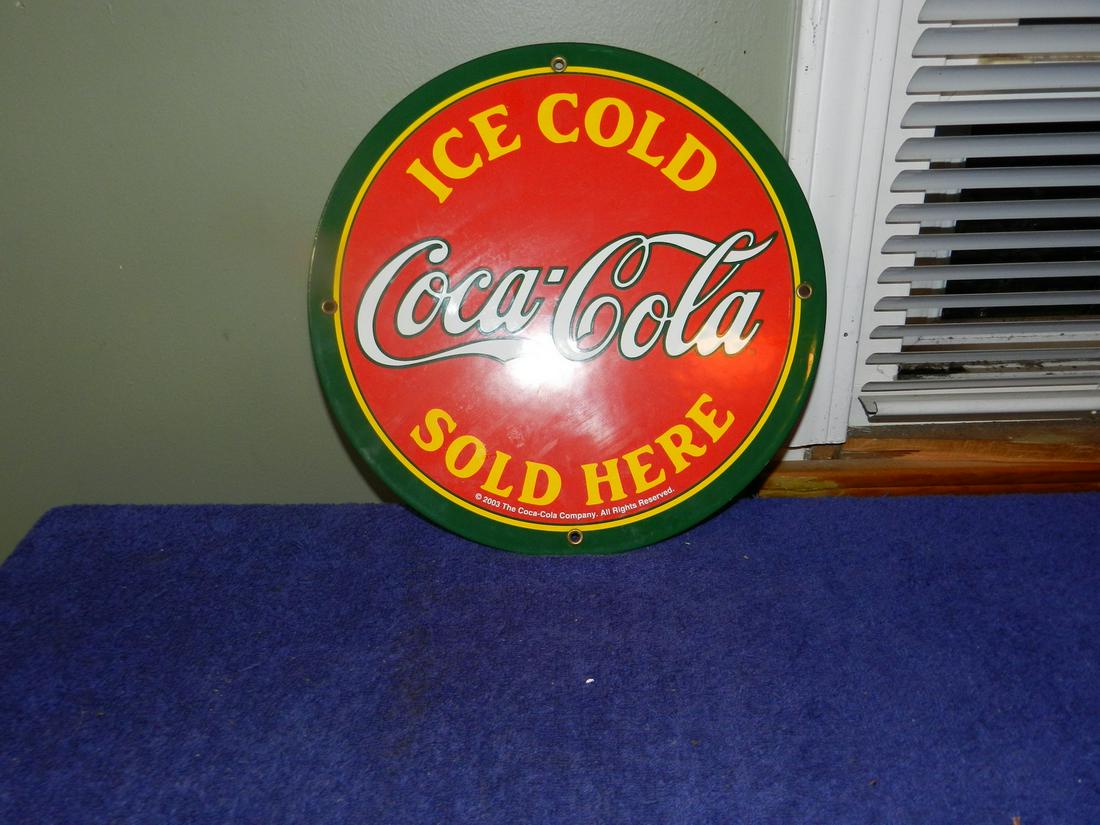 ICE COLD
Coca-Cola
SOLD HERE
© 2003 The Coca-Cola Company. All Rights Reserved.